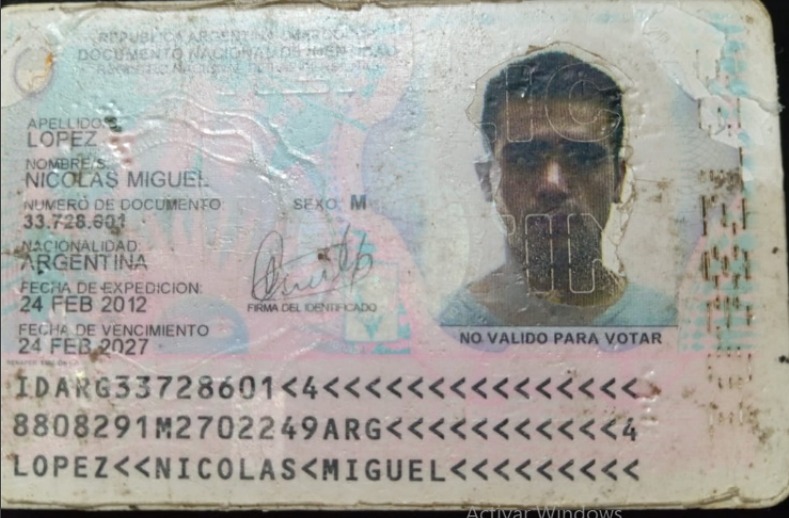 REPUBLICA ARGENTINA
DOCUMENTO NACIONAL DE IDENTIDAD
APELLIDO/S
LOPEZ
NOMBRE/S
NICOLAS MIGUEL
NUMERO DE DOCUMENTO SEXO M
33.728.601
NACIONALIDAD
ARGENTINA
FECHA DE EXPEDICION:
24 FEB 2012
FIRMA DEL IDENTIFICADO
FECHA DE VENCIMIENTO
24 FEB 2027
NO VALIDO PARA VOTAR
IDARG33728601<4<<<<<<<<<<<<<<<
8808291M2702249ARG<<<<<<<<<<<4
LOPEZ<<NICOLAS<MIGUEL<<<<<<<<<
Activar Windows